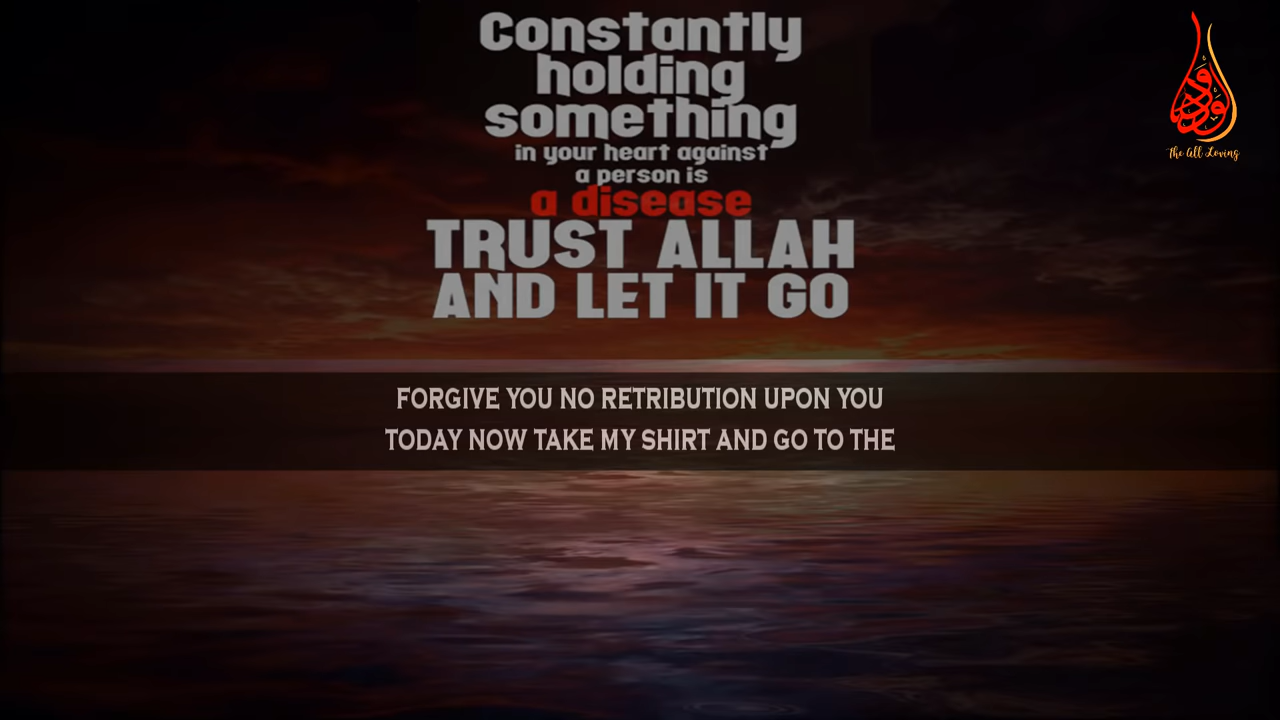 Constantly
holding
something
in your heart against
a person is
a disease
TRUST ALLAH
AND LET IT GO
FORGIVE YOU NO RETRIBUTION UPON YOU
TODAY NOW TAKE MY SHIRT AND GO TO THE
The All Loving